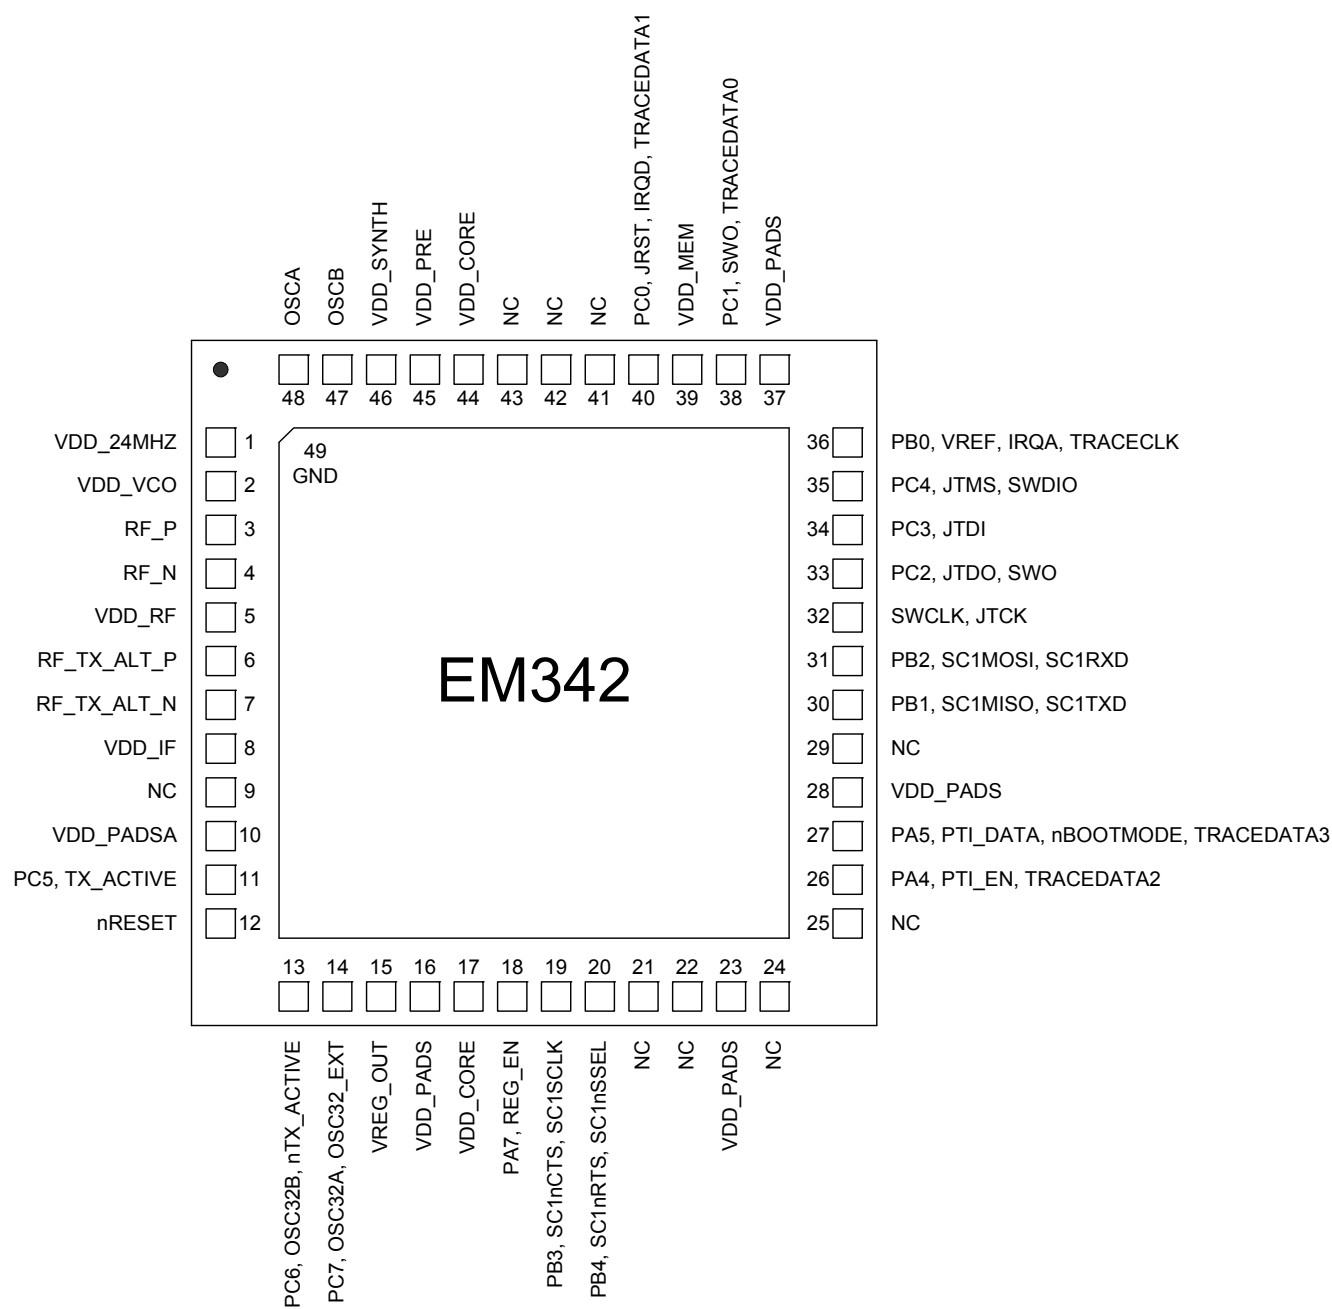 PC0, JRST, IRQD, TRACEDATA1
PC1, SWO, TRACEDATA0
OSCA
OSCB
VDD_SYNTH
VDD_PRE
VDD_CORE
NC
NC
NC
VDD_MEM
VDD_PADS
48 47 46 45 44 43 42 41 40 39 38 37
VDD_24MHZ 1
VDD_VCO 2
RF_P 3
RF_N 4
VDD_RF 5
RF_TX_ALT_P 6
RF_TX_ALT_N 7
VDD_IF 8
NC 9
VDD_PADSA 10
PC5, TX_ACTIVE 11
nRESET 12
49
GND
EM342
36 PB0, VREF, IRQA, TRACECLK
35 PC4, JTMS, SWDIO
34 PC3, JTDI
33 PC2, JTDO, SWO
32 SWCLK, JTCK
31 PB2, SC1MOSI, SC1RXD
30 PB1, SC1MISO, SC1TXD
29 NC
28 VDD_PADS
27 PA5, PTI_DATA, nBOOTMODE, TRACEDATA3
26 PA4, PTI_EN, TRACEDATA2
25 NC
13 14 15 16 17 18 19 20 21 22 23 24
PC6, OSC32B, nTX_ACTIVE
PC7, OSC32A, OSC32_EXT
VREG_OUT
VDD_PADS
VDD_CORE
PA7, REG_EN
PB3, SC1nCTS, SC1SCLK
PB4, SC1nRTS, SC1nSSEL
NC
NC
VDD_PADS
NC